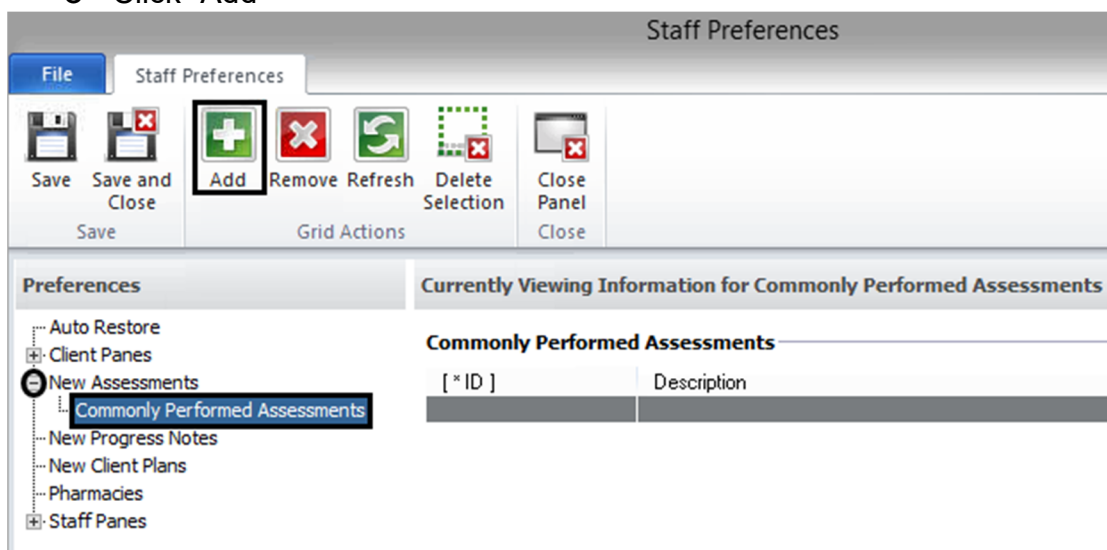 Click "Add"
Staff Preferences
File
Staff Preferences
Save
Save and
Close
Add
Remove
Refresh
Delete
Selection
Close
Panel
Save
Grid Actions
Close
Preferences
Currently Viewing Information for Commonly Performed Assessments
Auto Restore
Client Panes
New Assessments
Commonly Performed Assessments
New Progress Notes
New Client Plans
Pharmacies
Staff Panes
Commonly Performed Assessments
[ * ID ]
Description